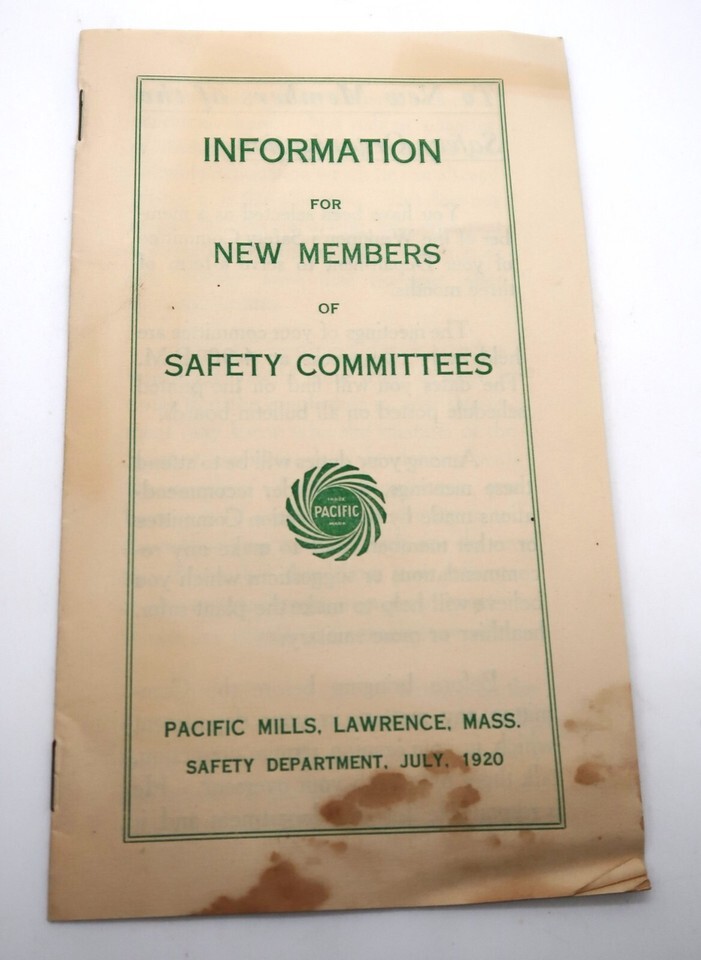 INFORMATION
FOR
NEW MEMBERS
OF
SAFETY COMMITTEES
TRADE
PACIFIC
MARK
PACIFIC MILLS, LAWRENCE, MASS.
SAFETY DEPARTMENT, JULY, 1920